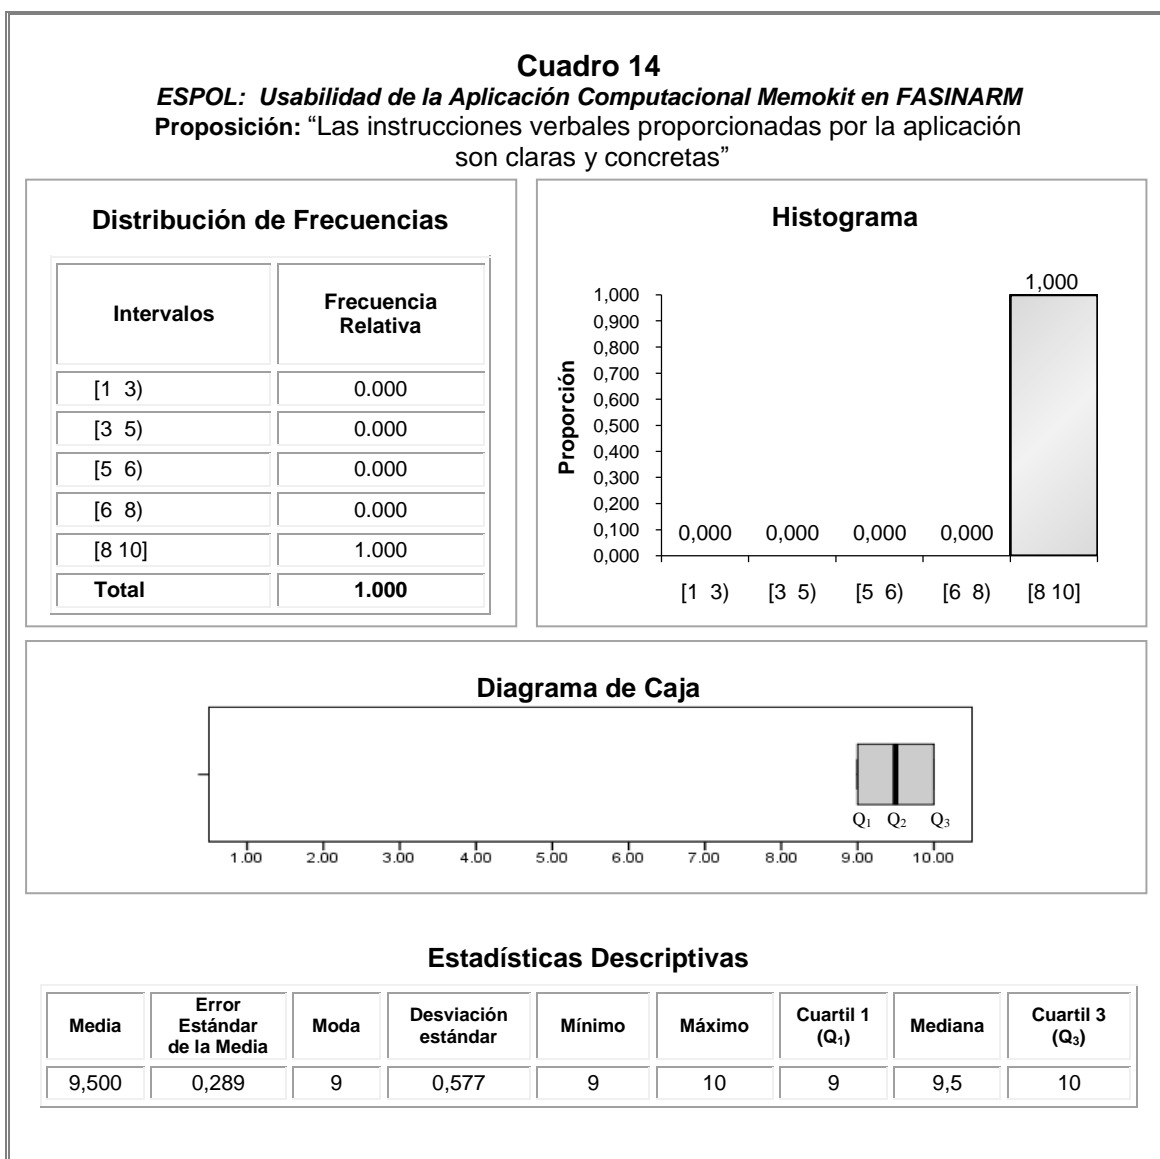 Cuadro 14
ESPOL: Usabilidad de la Aplicación Computacional Memokit en FASINARM
Proposición: “Las instrucciones verbales proporcionadas por la aplicación
son claras y concretas”
Distribución de Frecuencias
Intervalos
Frecuencia
Relativa
[1 3) 0.000
[3 5) 0.000
[5 6) 0.000
[6 8) 0.000
[8 10] 1.000
Total 1.000
Histograma
Proporción
1,000
0,900
0,800
0,700
0,600
0,500
0,400
0,300
0,200
0,100
0,000
0,000 0,000 0,000 0,000 1,000
[1 3) [3 5) [5 6) [6 8) [8 10]
Diagrama de Caja
Q₁ Q₂ Q₃
1.00 2.00 3.00 4.00 5.00 6.00 7.00 8.00 9.00 10.00
Estadísticas Descriptivas
Media
Error
Estándar
de la Media
Moda
Desviación
estándar
Mínimo
Máximo
Cuartil 1
(Q₁)
Mediana
Cuartil 3
(Q₃)
9,500 0,289 9 0,577 9 10 9 9,5 10